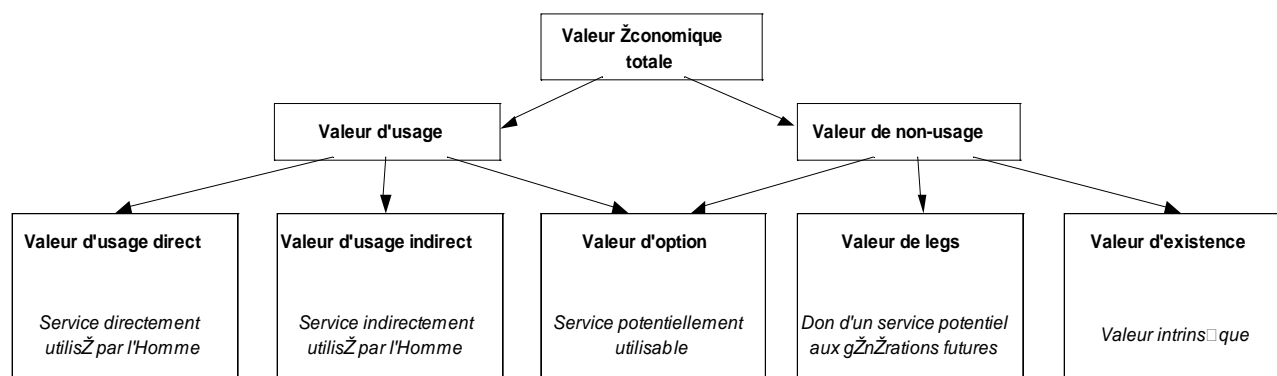 Valeur Žconomique
totale
Valeur d'usage
Valeur de non-usage
Valeur d'usage direct
Valeur d'usage indirect
Valeur d'option
Valeur de legs
Valeur d'existence
Service directement
utilisŽ par l'Homme
Service indirectement
utilisŽ par l'Homme
Service potentiellement
utilisable
Don d'un service potentiel
aux gŽnŽrations futures
Valeur intrins□que